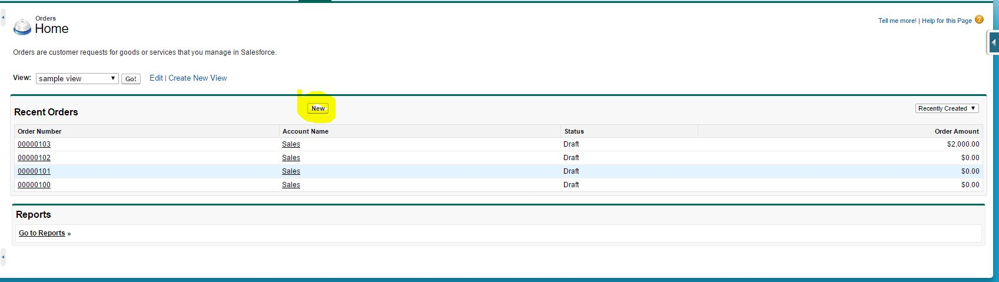 Orders
Home
Tell me more! | Help for this Page ?
Orders are customer requests for goods or services that you manage in Salesforce.
View: sample view Go! Edit | Create New View
Recent Orders New Recently Created
Order Number Account Name Status Order Amount
00000103 Sales Draft $2,000.00
00000102 Sales Draft $0.00
00000101 Sales Draft $0.00
00000100 Sales Draft $0.00
Reports
Go to Reports »